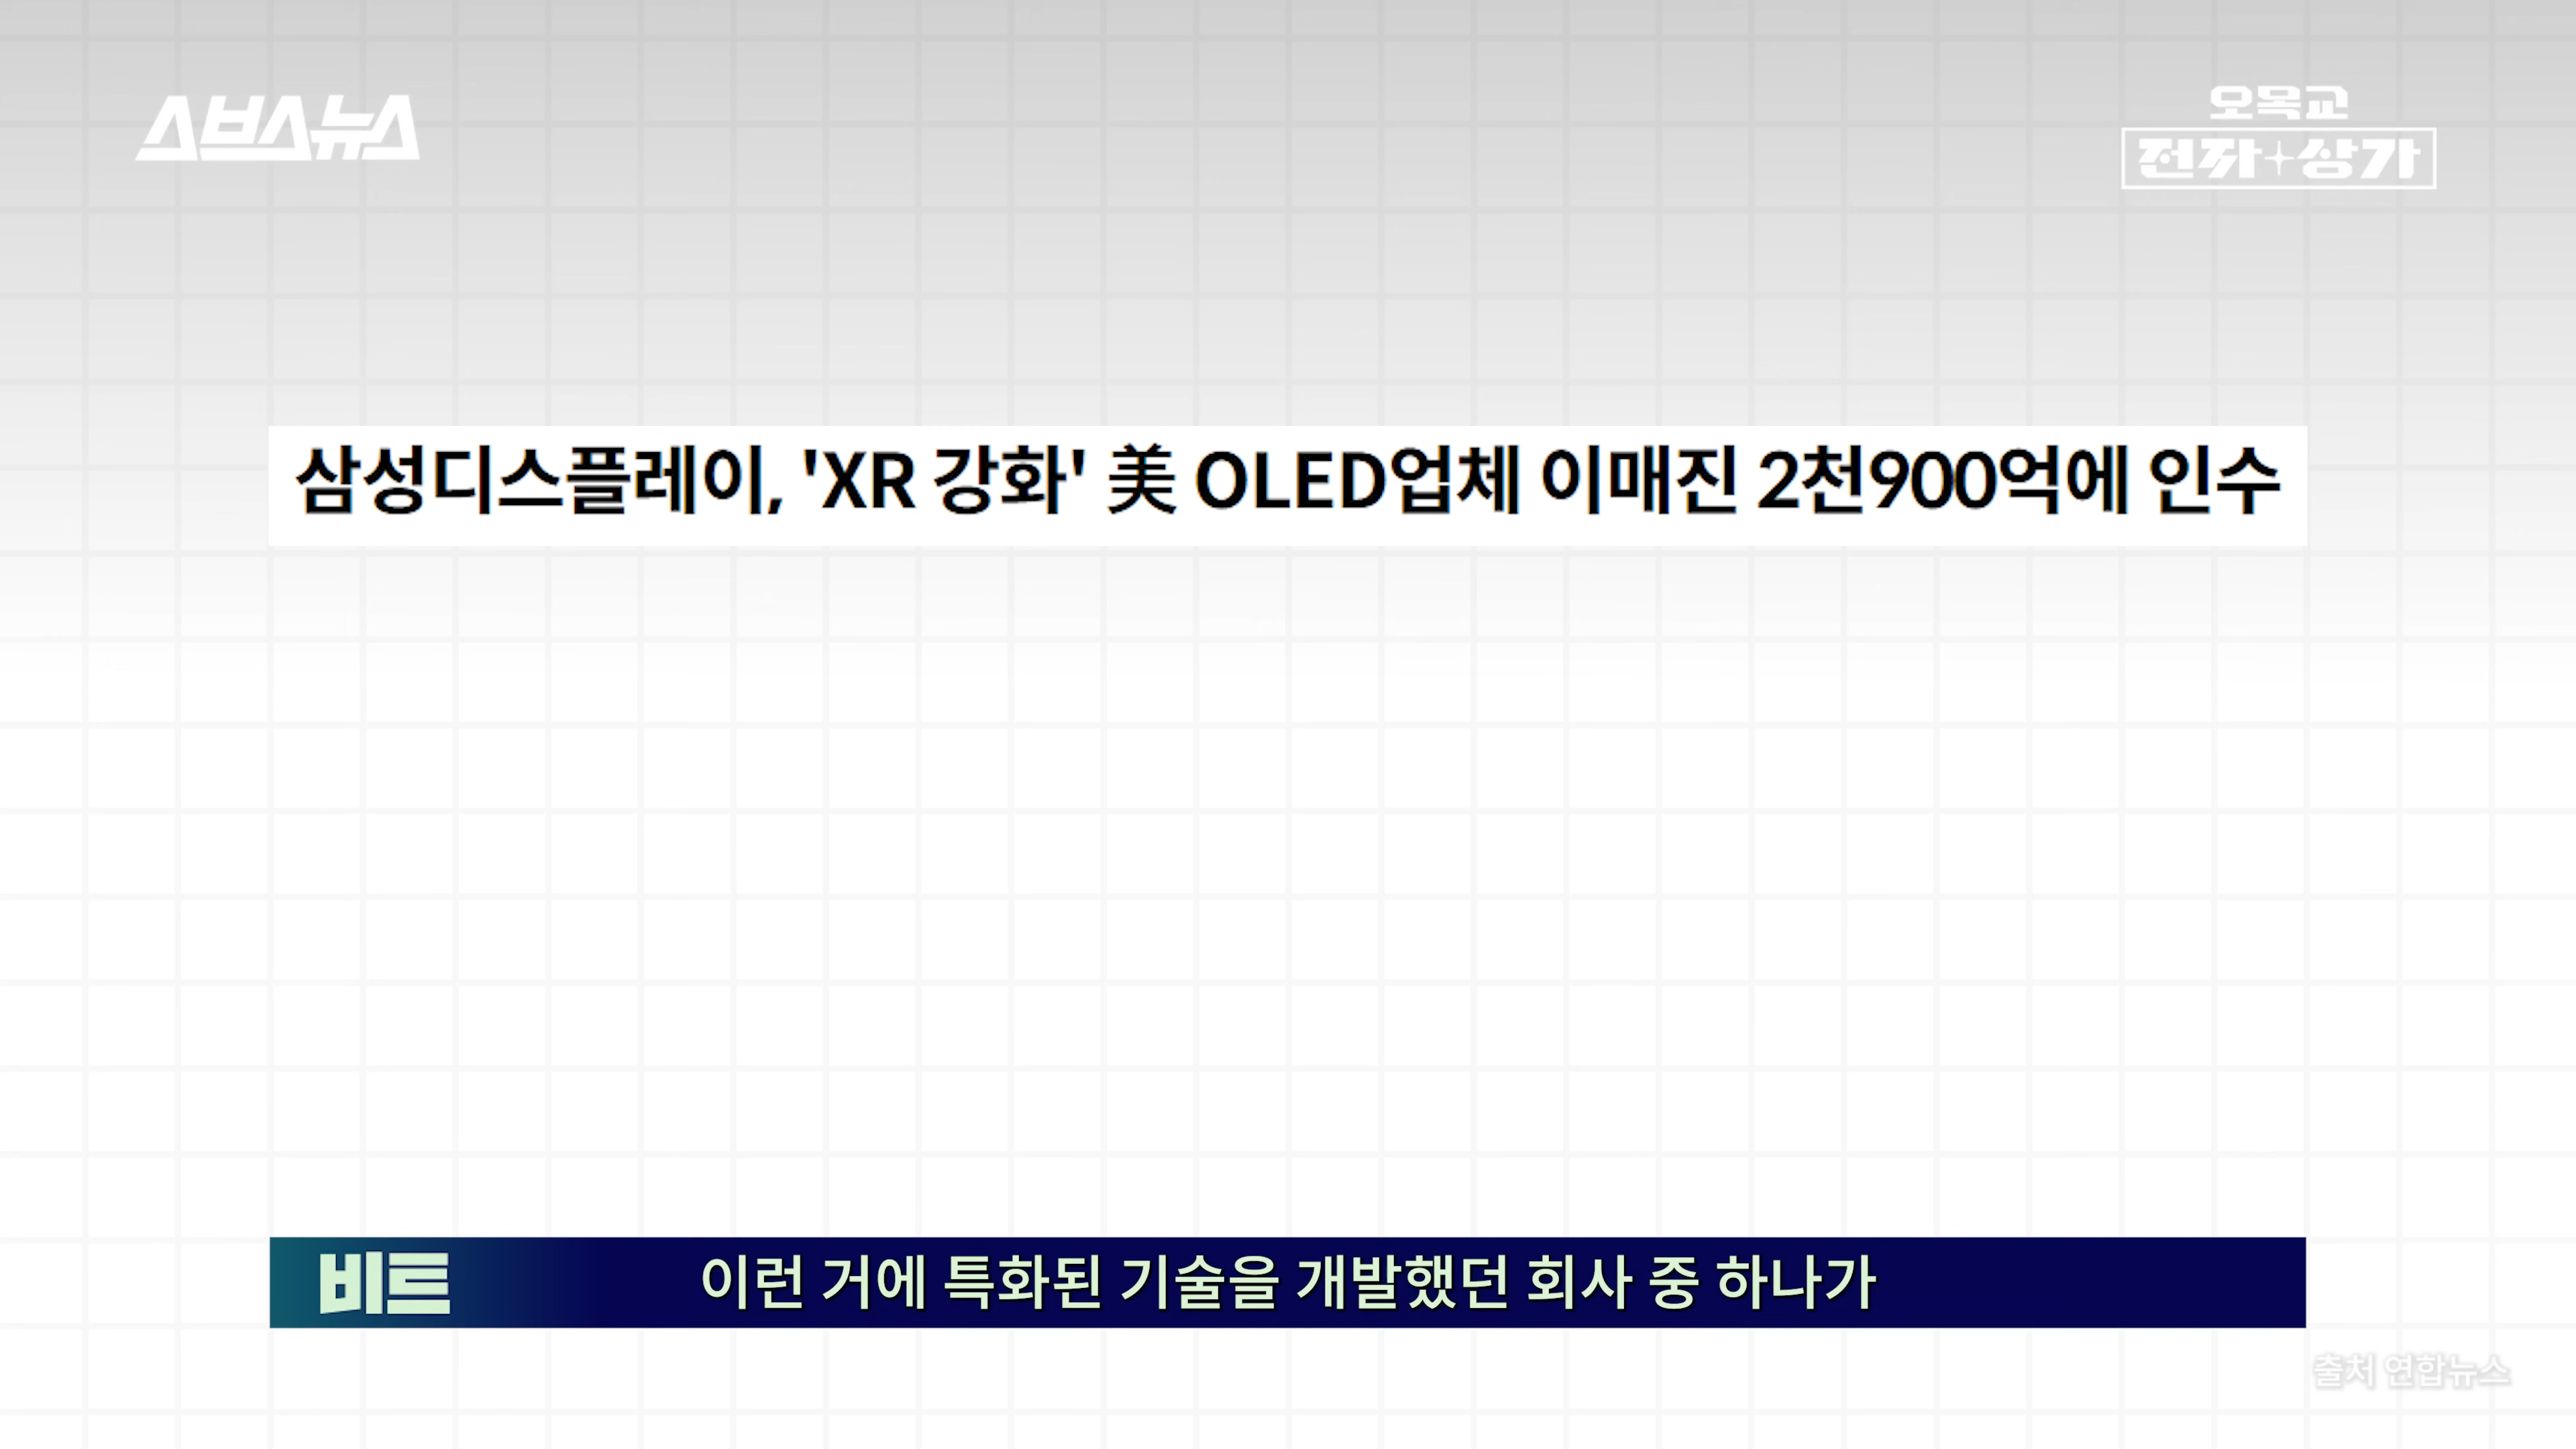 스브스뉴스
오목교
전자상가
삼성디스플레이, 'XR 강화' 美 OLED업체 이매진 2천900억에 인수
비트
이런 거에 특화된 기술을 개발했던 회사 중 하나가
출처 연합뉴스